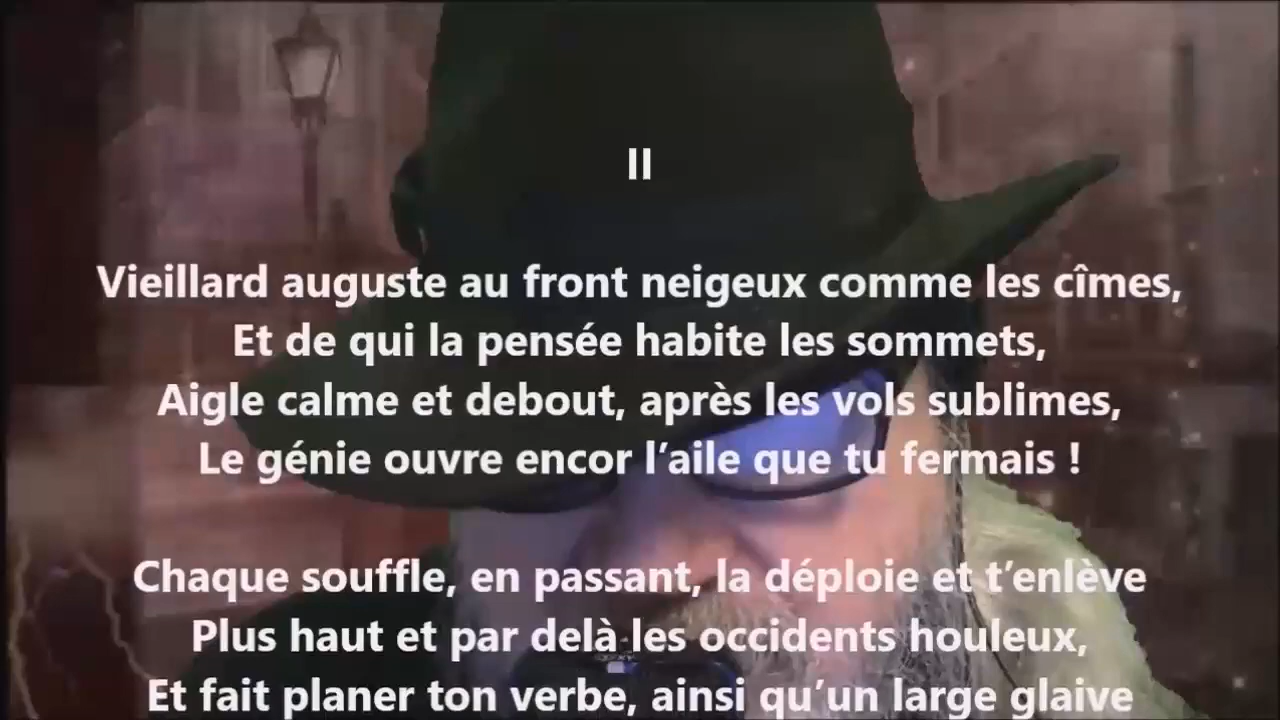 II
Vieillard auguste au front neigeux comme les cîmes,
Et de qui la pensée habite les sommets,
Aigle calme et debout, après les vols sublimes,
Le génie ouvre encor l’aile que tu fermais !
Chaque souffle, en passant, la déploie et t’enlève
Plus haut et par delà les occidents houleux,
Et fait planer ton verbe, ainsi qu’un large glaive